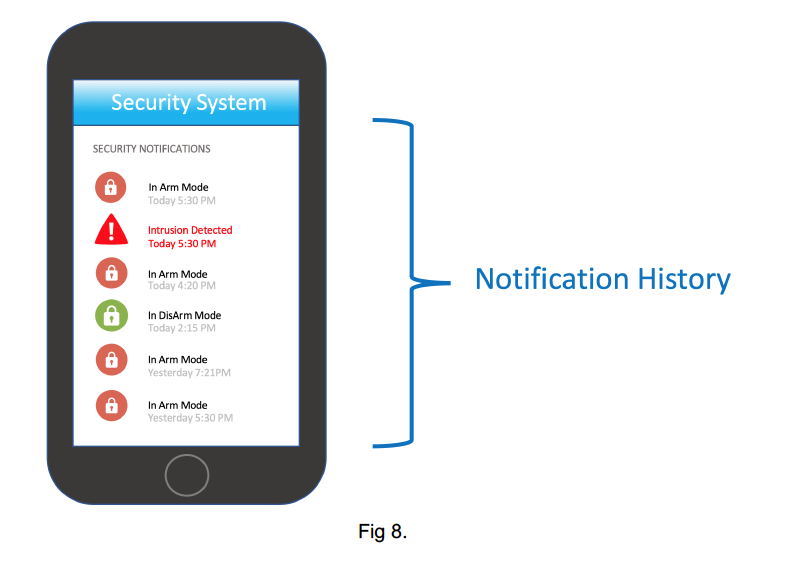 Security System
SECURITY NOTIFICATIONS
In Arm Mode
Today 5:30 PM
Intrusion Detected
Today 5:30 PM
In Arm Mode
Today 4:20 PM
In DisArm Mode
Today 2:15 PM
In Arm Mode
Yesterday 7:21PM
In Arm Mode
Yesterday 5:30 PM
Notification History
Fig 8.